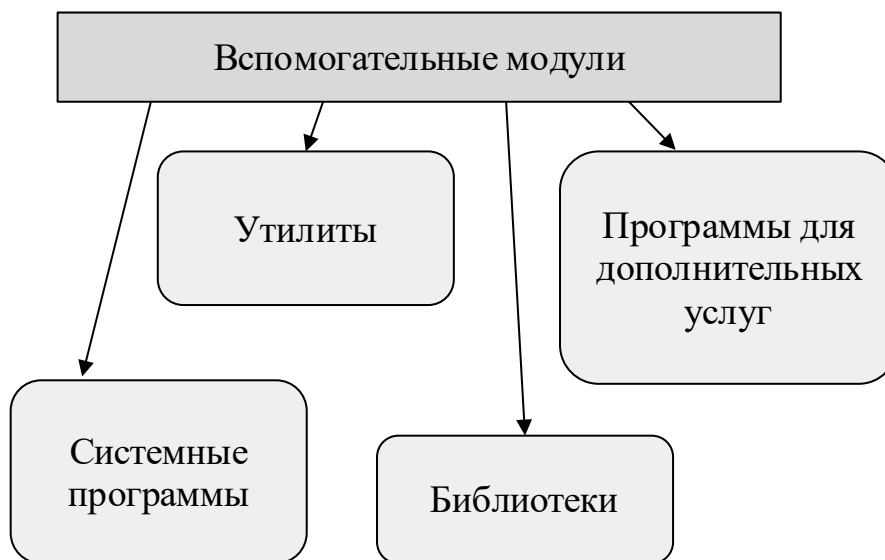 Вспомогательные модули
Утилиты
Программы для
дополнительных
услуг
Системные
программы
Библиотеки